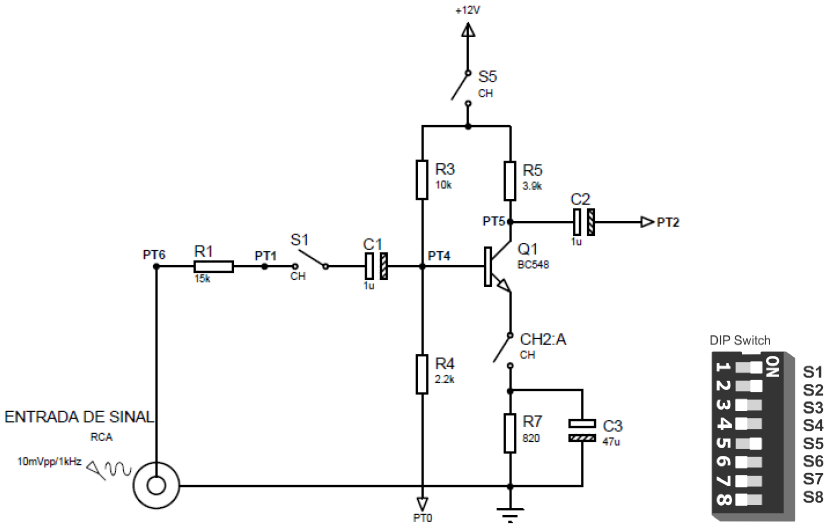 +12V
S5
CH
R3
10k
R5
3.9k
C2
1u
PT5
PT2
Q1
BC548
PT6
R1
15k
PT1
S1
CH
C1
1u
PT4
CH2:A
CH
R4
2.2k
R7
820
C3
47u
ENTRADA DE SINAL
RCA
10mVpp/1kHz
PT0
DIP Switch
ON
1
2
3
4
5
6
7
8
S1
S2
S3
S4
S5
S6
S7
S8